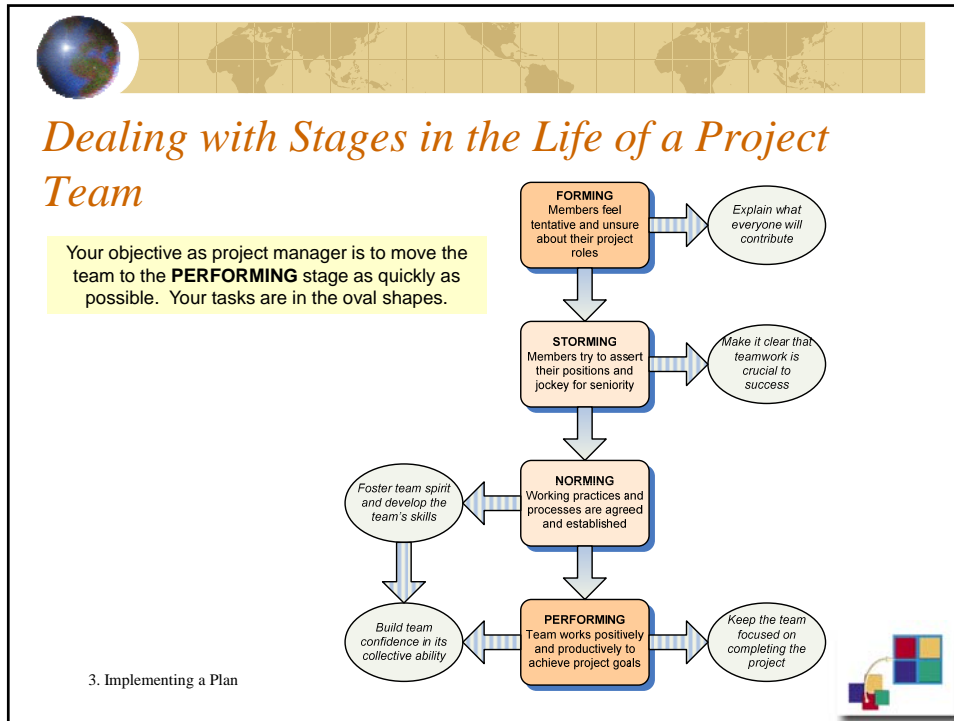 Dealing with Stages in the Life of a Project
Team
Your objective as project manager is to move the
team to the PERFORMING stage as quickly as
possible. Your tasks are in the oval shapes.
FORMING
Members feel
tentative and unsure
about their project
roles
Explain what
everyone will
contribute
STORMING
Members try to assert
their positions and
jockey for seniority
Make it clear that
teamwork is
crucial to
success
NORMING
Working practices and
processes are agreed
and established
Foster team spirit
and develop the
team's skills
PERFORMING
Team works positively
and productively to
achieve project goals
Build team
confidence in its
collective ability
Keep the team
focused on
completing the
project
3. Implementing a Plan